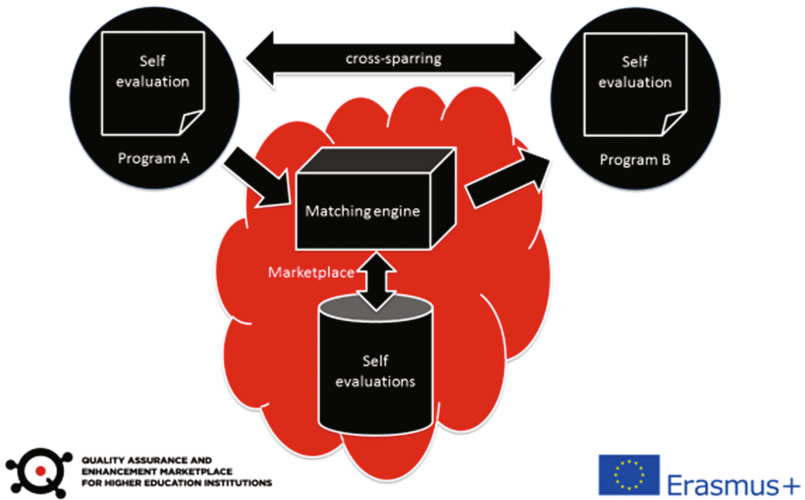 Self
evaluation
Program A
cross-sparring
Self
evaluation
Program B
Matching engine
Marketplace
Self
evaluations
QUALITY ASSURANCE AND
ENHANCEMENT MARKETPLACE
FOR HIGHER EDUCATION INSTITUTIONS
Erasmus+